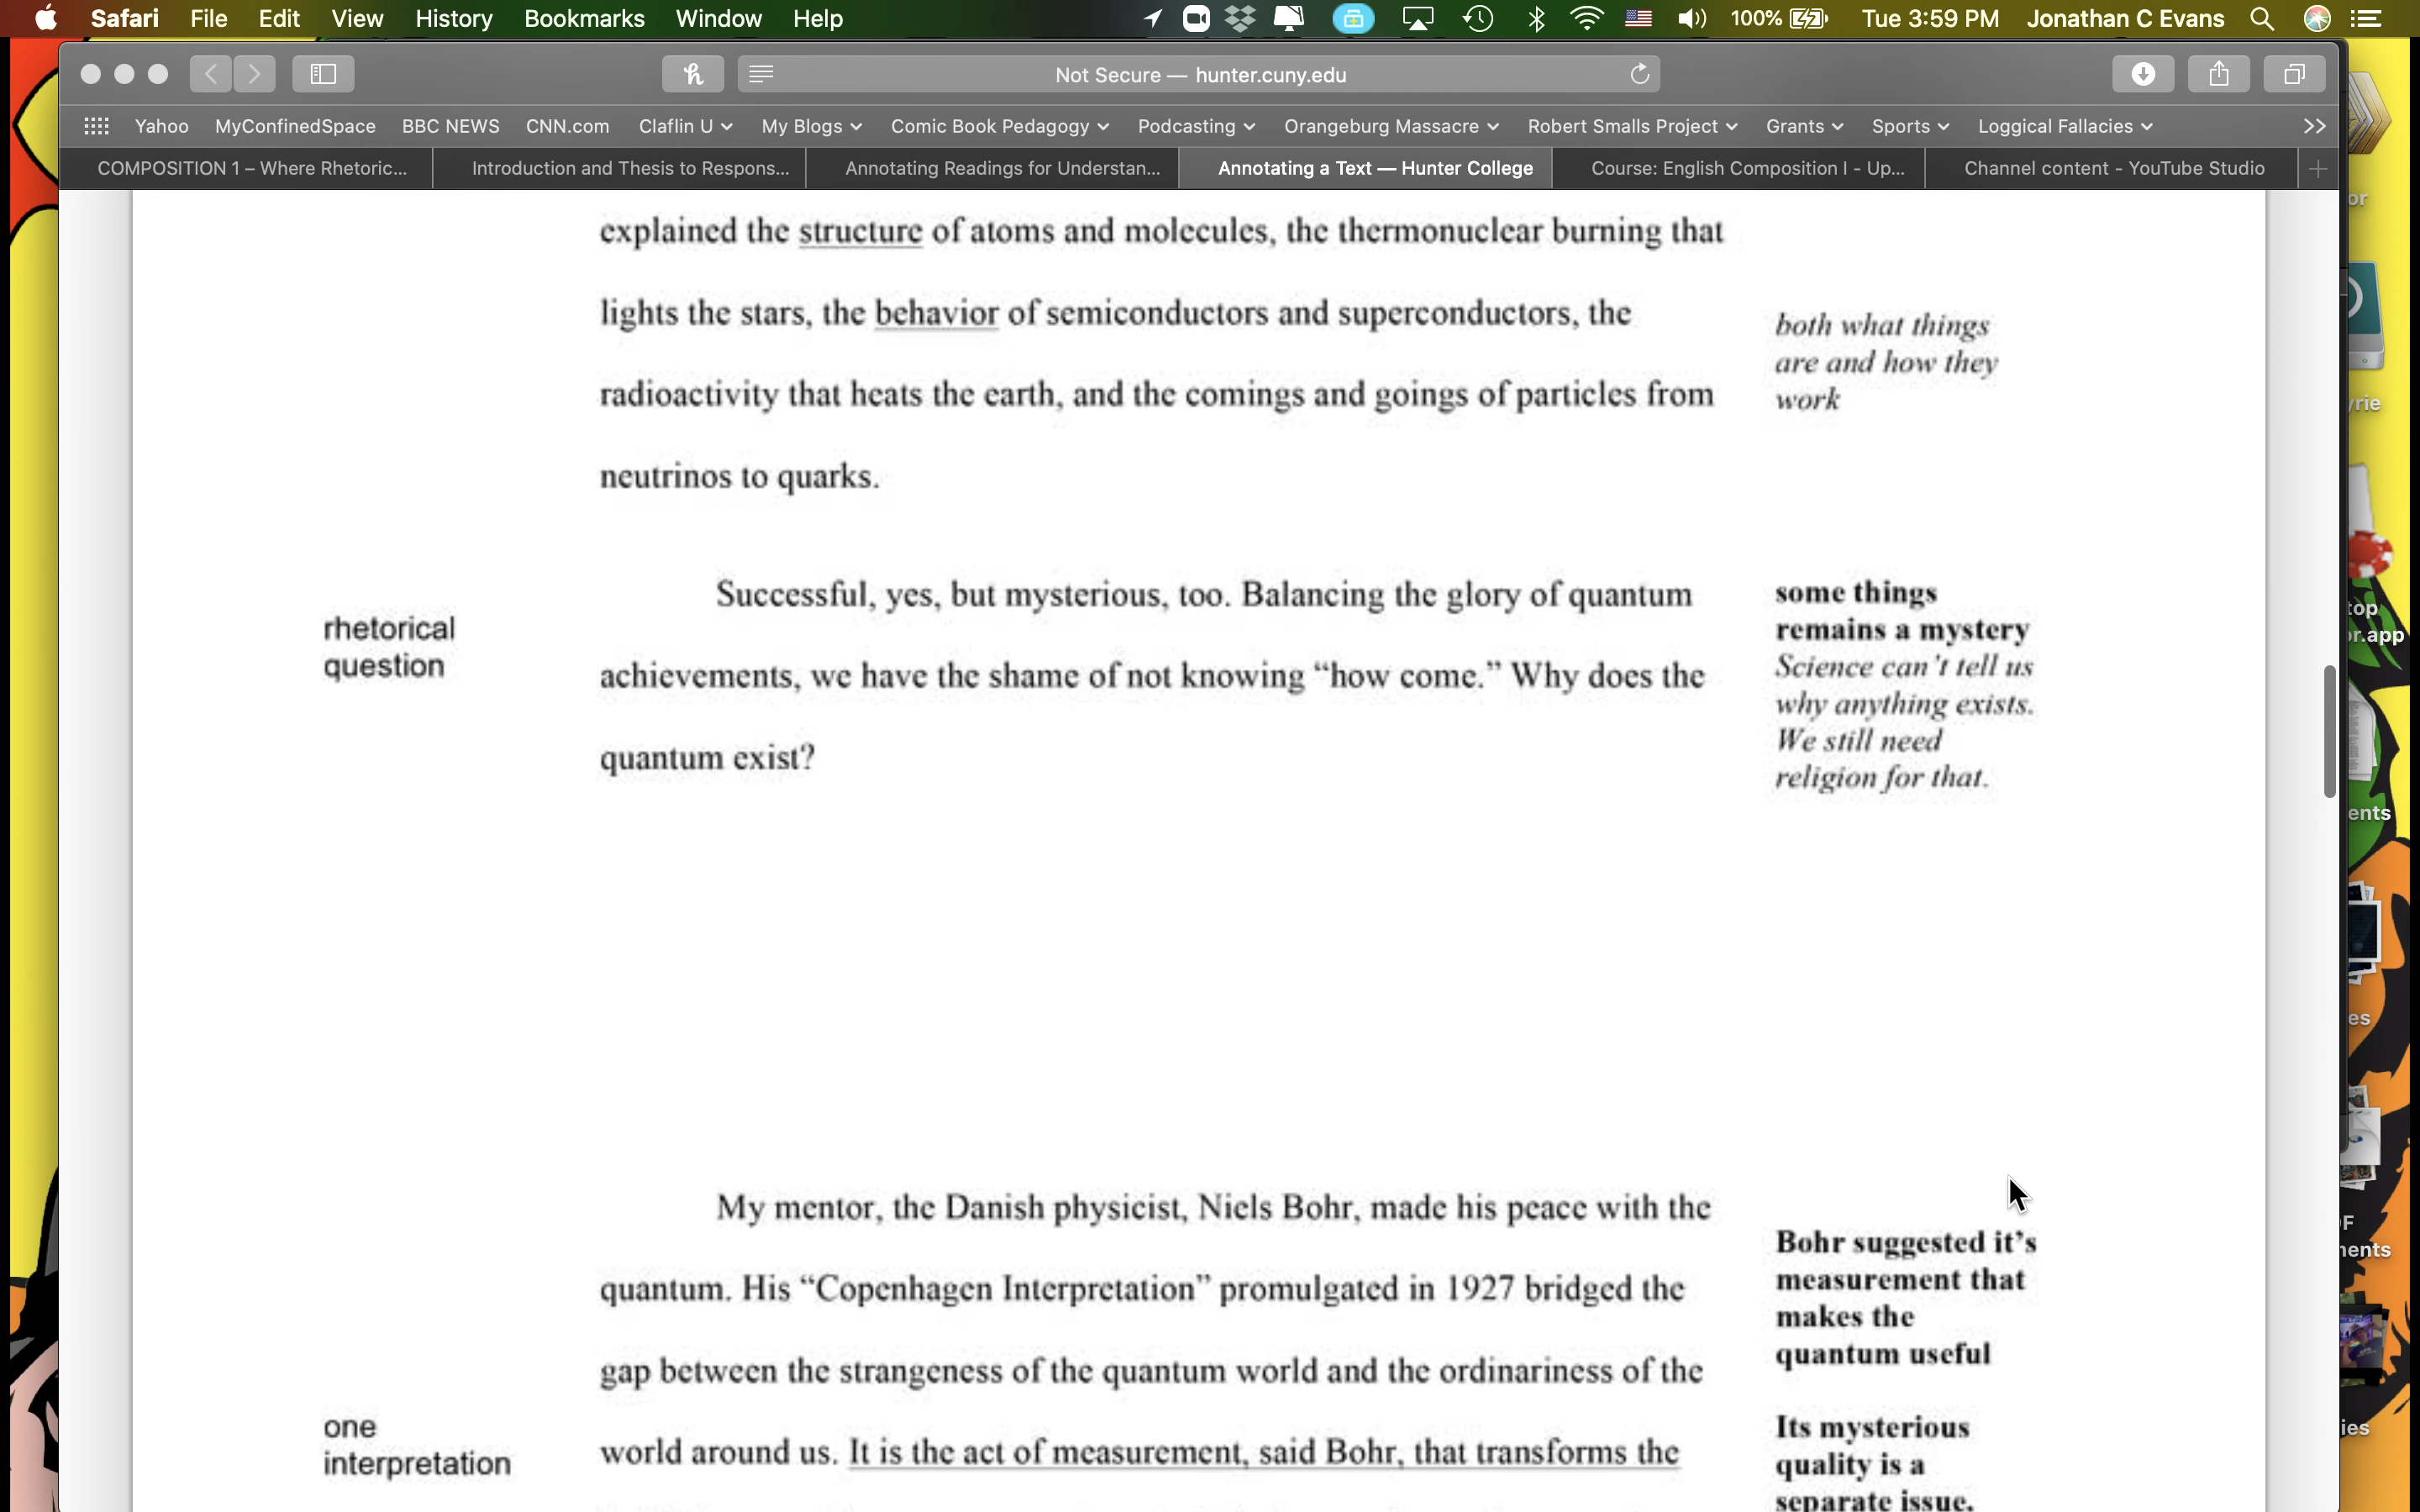 Safari File Edit View History Bookmarks Window Help 100% Tue 3:59 PM Jonathan C Evans
Not Secure — hunter.cuny.edu
Yahoo MyConfinedSpace BBC NEWS CNN.com Claflin U My Blogs Comic Book Pedagogy Podcasting Orangeburg Massacre Robert Smalls Project Grants Sports Loggical Fallacies
COMPOSITION 1 – Where Rhetoric... Introduction and Thesis to Respons... Annotating Readings for Understan... Annotating a Text — Hunter College Course: English Composition I - Up... Channel content - YouTube Studio
explained the structure of atoms and molecules, the thermonuclear burning that
lights the stars, the behavior of semiconductors and superconductors, the
radioactivity that heats the earth, and the comings and goings of particles from
neutrinos to quarks.
both what things
are and how they
work
rhetorical
question
Successful, yes, but mysterious, too. Balancing the glory of quantum
achievements, we have the shame of not knowing “how come.” Why does the
quantum exist?
some things
remains a mystery
Science can't tell us
why anything exists.
We still need
religion for that.
My mentor, the Danish physicist, Niels Bohr, made his peace with the
quantum. His “Copenhagen Interpretation” promulgated in 1927 bridged the
gap between the strangeness of the quantum world and the ordinariness of the
world around us. It is the act of measurement, said Bohr, that transforms the
one
interpretation
Bohr suggested it's
measurement that
makes the
quantum useful
Its mysterious
quality is a
separate issue.
or
yrie
top
r.app
ents
es
F
ents
ies